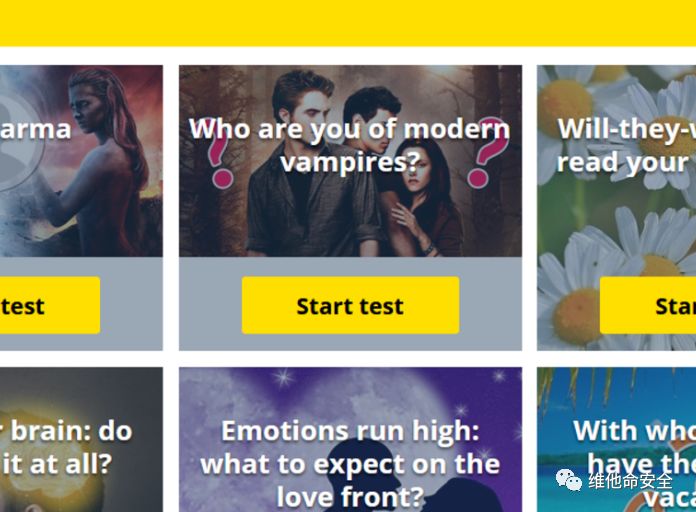 arma
Who are you of modern
vampires?
Will-they-
read your
test
Start test
Star
brain: do
it at all?
Emotions run high:
what to expect on the
love front?
With who
have the
vaca
维他命安全